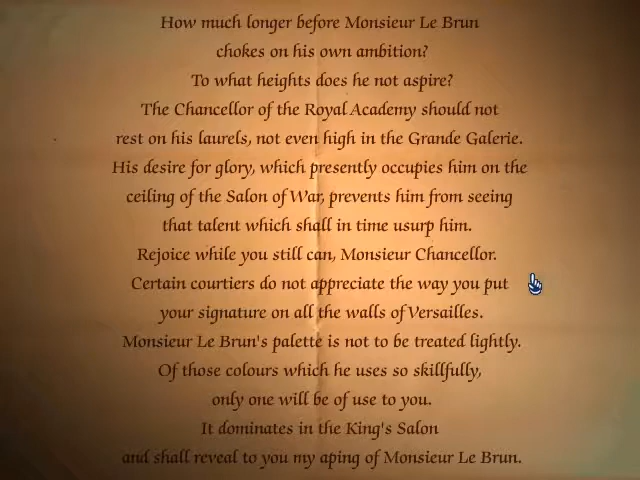 How much longer before Monsieur Le Brun
chokes on his own ambition?
To what heights does he not aspire?
The Chancellor of the Royal Academy should not
rest on his laurels, not even high in the Grande Galerie.
His desire for glory, which presently occupies him on the
ceiling of the Salon of War, prevents him from seeing
that talent which shall in time usurp him.
Rejoice while you still can, Monsieur Chancellor.
Certain courtiers do not appreciate the way you put
your signature on all the walls of Versailles.
Monsieur Le Brun's palette is not to be treated lightly.
Of those colours which he uses so skillfully,
only one will be of use to you.
It dominates in the King's Salon
and shall reveal to you my aping of Monsieur Le Brun.